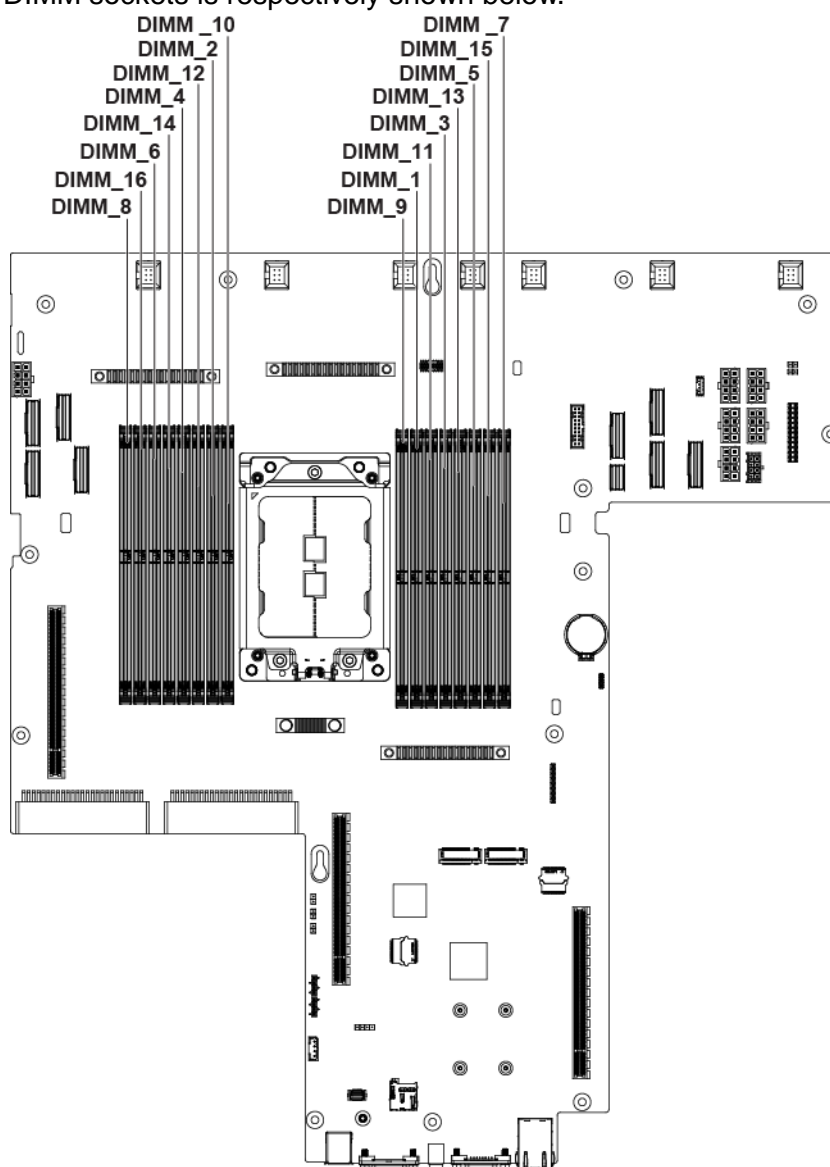 DIMM sockets is respectively shown below.
DIMM _10
DIMM_2
DIMM_12
DIMM_4
DIMM_14
DIMM_6
DIMM_16
DIMM_8
DIMM _7
DIMM_15
DIMM_5
DIMM_13
DIMM_3
DIMM_11
DIMM_1
DIMM_9